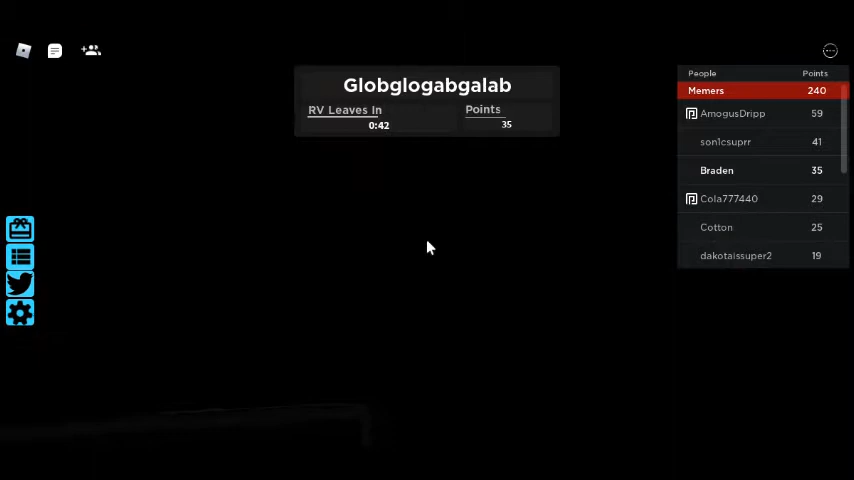 Globglogabgalab
RV Leaves In
0:42
Points
35
People Points
Memers 240
AmogusDripp 59
son1csuprr 41
Braden 35
Cola777440 29
Cotton 25
dakotaissuper2 19